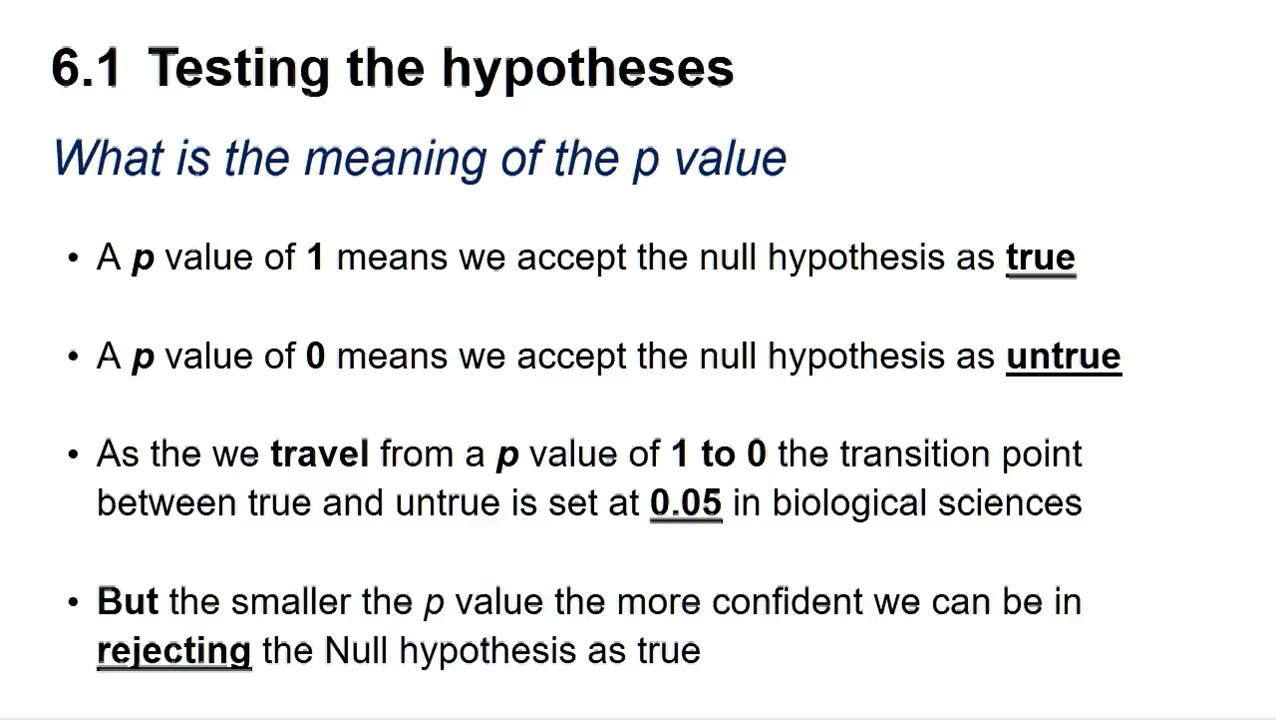 6.1 Testing the hypotheses
What is the meaning of the p value
• A p value of 1 means we accept the null hypothesis as true
• A p value of 0 means we accept the null hypothesis as untrue
• As the we travel from a p value of 1 to 0 the transition point
between true and untrue is set at 0.05 in biological sciences
• But the smaller the p value the more confident we can be in
rejecting the Null hypothesis as true